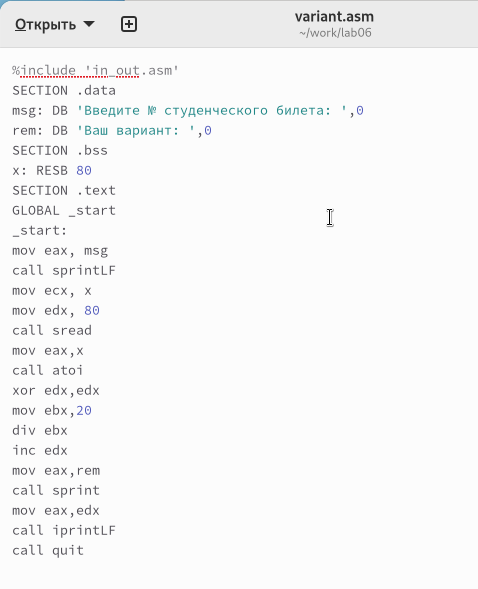 Открыть
variant.asm
~/work/lab06
%include 'in_out.asm'
SECTION .data
msg: DB 'Введите № студенческого билета: ',0
rem: DB 'Ваш вариант: ',0
SECTION .bss
x: RESB 80
SECTION .text
GLOBAL _start
_start:
mov eax, msg
call sprintLF
mov ecx, x
mov edx, 80
call sread
mov eax,x
call atoi
xor edx,edx
mov ebx,20
div ebx
inc edx
mov eax,rem
call sprint
mov eax,edx
call iprintLF
call quit